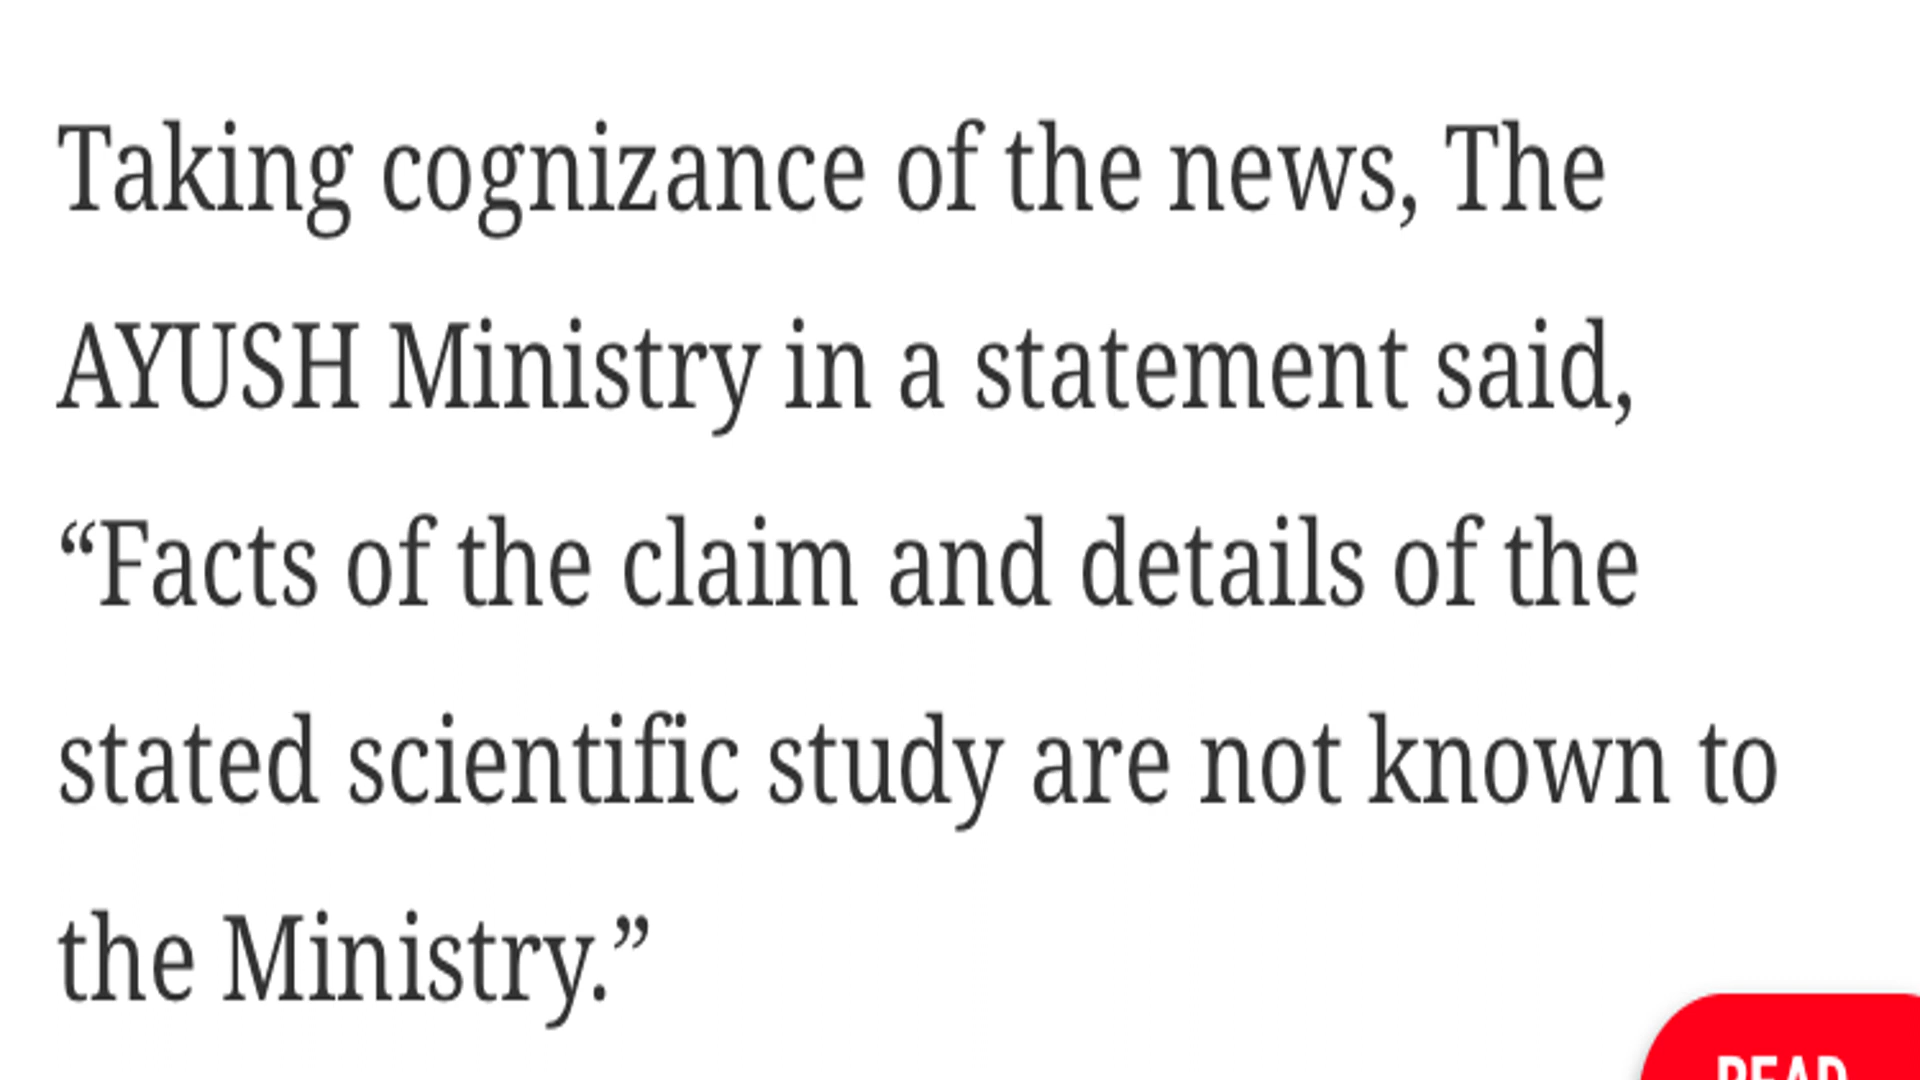 Taking cognizance of the news, The
AYUSH Ministry in a statement said,
“Facts of the claim and details of the
stated scientific study are not known to
the Ministry.”
READ